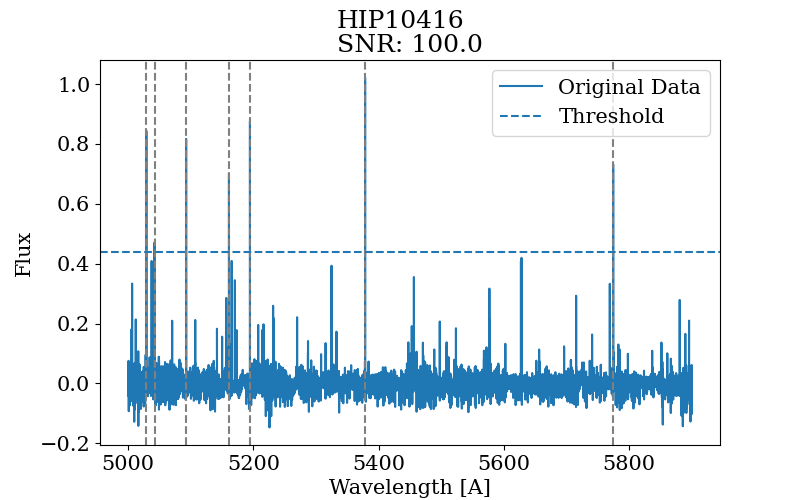 HIP10416
SNR: 100.0
Original Data
Threshold
Flux
1.0
0.8
0.6
0.4
0.2
0.0
−0.2
5000
5200
5400
5600
5800
Wavelength [A]